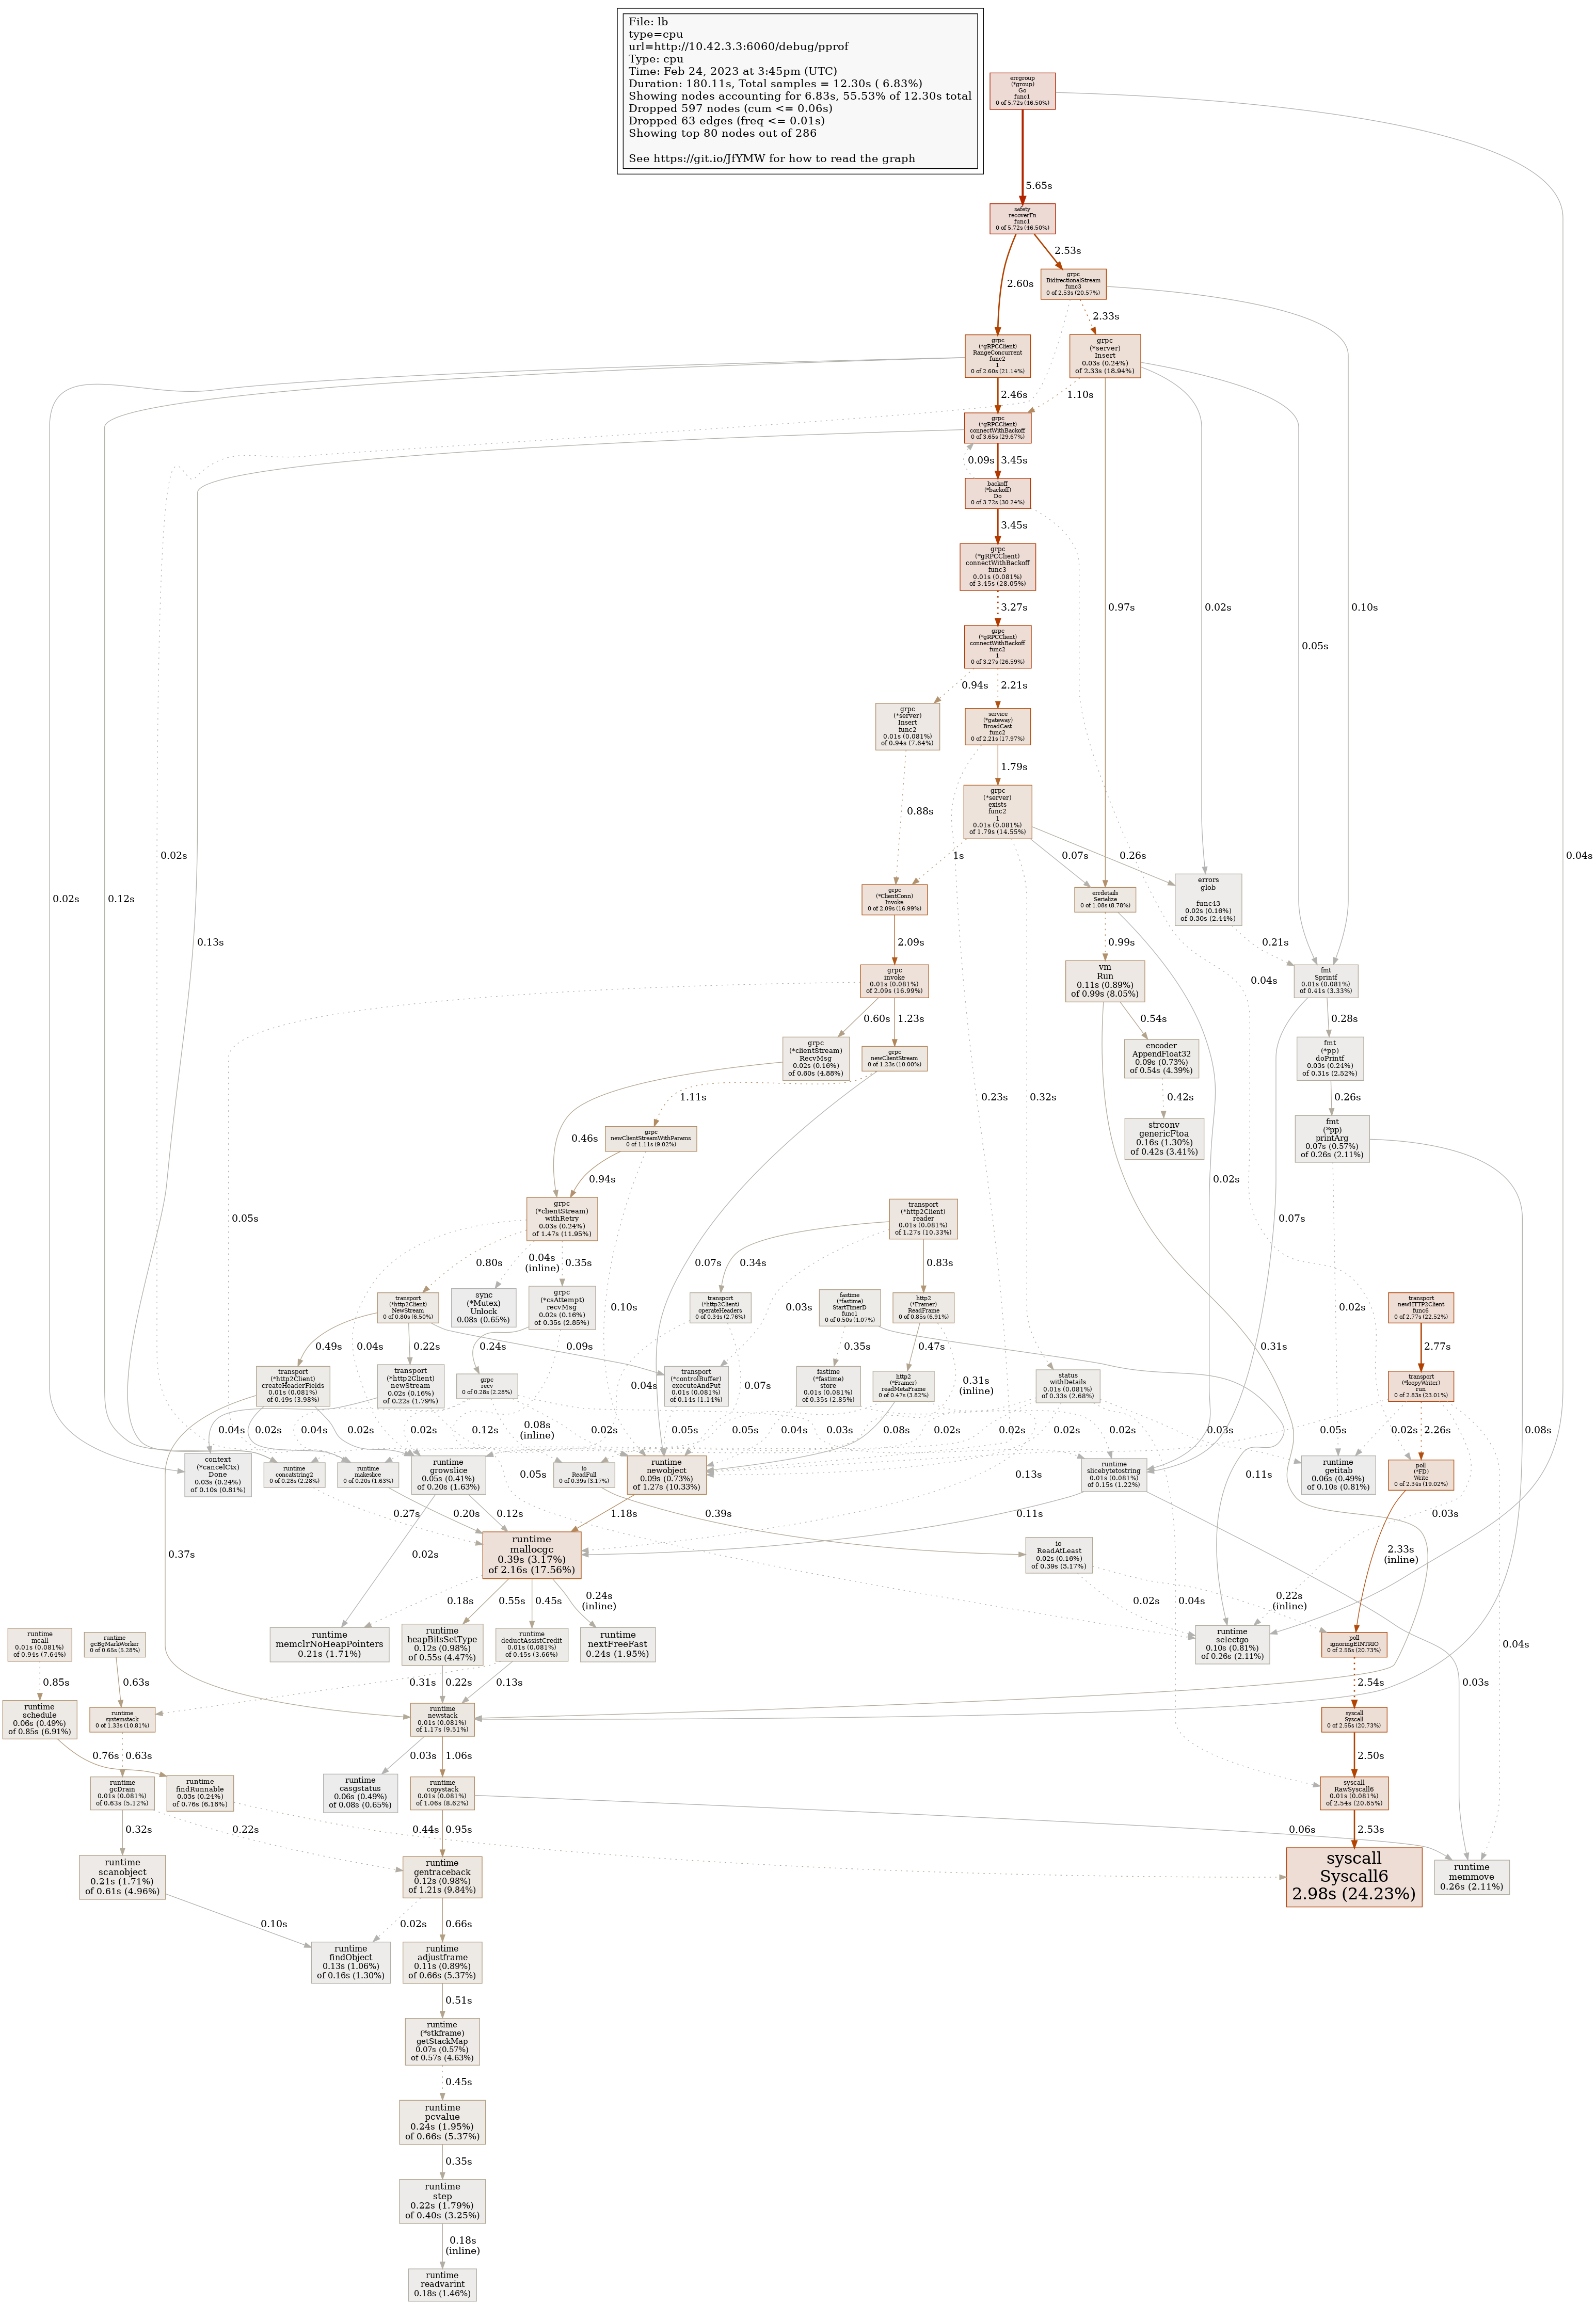 File: lb
type=cpu
url=http://10.42.3.3:6060/debug/pprof
Type: cpu
Time: Feb 24, 2023 at 3:45pm (UTC)
Duration: 180.11s, Total samples = 12.30s ( 6.83%)
Showing nodes accounting for 6.83s, 55.53% of 12.30s total
Dropped 597 nodes (cum <= 0.06s)
Dropped 63 edges (freq <= 0.01s)
Showing top 80 nodes out of 286
See https://git.io/JfYMW for how to read the graph
errgroup
(*group)
Go
func1
0 of 5.72s (46.50%)
5.65s
safety
recoverFn
func1
0 of 5.72s (46.50%)
2.53s
2.60s
grpc
BidirectionalStream
func3
0 of 2.53s (20.57%)
2.33s
grpc
(*gRPCClient)
RangeConcurrent
func2
1
0 of 2.60s (21.14%)
grpc
(*server)
Insert
0.03s (0.24%)
of 2.33s (18.94%)
2.46s
1.10s
grpc
(*gRPCClient)
connectWithBackoff
0 of 3.65s (29.67%)
0.09s
3.45s
backoff
(*backoff)
Do
0 of 3.72s (30.24%)
3.45s
grpc
(*gRPCClient)
connectWithBackoff
func3
0.01s (0.081%)
of 3.45s (28.05%)
3.27s
0.97s
0.02s
0.10s
0.05s
grpc
(*gRPCClient)
connectWithBackoff
func2
1
0 of 3.27s (26.59%)
0.94s
2.21s
grpc
(*server)
Insert
func2
0.01s (0.081%)
of 0.94s (7.64%)
service
(*gateway)
BroadCast
func2
0 of 2.21s (17.97%)
1.79s
0.88s
grpc
(*server)
exists
func2
1
0.01s (0.081%)
of 1.79s (14.55%)
0.02s
1s
0.07s
0.26s
0.04s
0.02s
0.12s
0.13s
grpc
(*ClientConn)
Invoke
0 of 2.09s (16.99%)
errdetails
Serialize
0 of 1.08s (8.78%)
errors
glob
func43
0.02s (0.16%)
of 0.30s (2.44%)
2.09s
0.99s
0.21s
grpc
invoke
0.01s (0.081%)
of 2.09s (16.99%)
vm
Run
0.11s (0.89%)
of 0.99s (8.05%)
0.04s
fmt
Sprintf
0.01s (0.081%)
of 0.41s (3.33%)
0.60s
1.23s
0.54s
0.28s
grpc
(*clientStream)
RecvMsg
0.02s (0.16%)
of 0.60s (4.88%)
grpc
newClientStream
0 of 1.23s (10.00%)
encoder
AppendFloat32
0.09s (0.73%)
of 0.54s (4.39%)
fmt
(*pp)
doPrintf
0.03s (0.24%)
of 0.31s (2.52%)
1.11s
0.23s
0.32s
0.42s
0.26s
0.46s
grpc
newClientStreamWithParams
0 of 1.11s (9.02%)
strconv
genericFtoa
0.16s (1.30%)
of 0.42s (3.41%)
fmt
(*pp)
printArg
0.07s (0.57%)
of 0.26s (2.11%)
0.94s
0.02s
0.05s
grpc
(*clientStream)
withRetry
0.03s (0.24%)
of 1.47s (11.95%)
transport
(*http2Client)
reader
0.01s (0.081%)
of 1.27s (10.33%)
0.07s
0.80s
0.04s
(inline)
0.35s
0.07s
0.34s
0.83s
transport
(*http2Client)
NewStream
0 of 0.80s (6.50%)
sync
(*Mutex)
Unlock
0.08s (0.65%)
grpc
(*csAttempt)
recvMsg
0.02s (0.16%)
of 0.35s (2.85%)
0.10s
transport
(*http2Client)
operateHeaders
0 of 0.34s (2.76%)
0.03s
fastime
(*fastime)
StartTimerD
func1
0 of 0.50s (4.07%)
http2
(*Framer)
ReadFrame
0 of 0.85s (6.91%)
0.31s
0.02s
transport
newHTTP2Client
func6
0 of 2.77s (22.52%)
0.49s
0.04s
0.22s
0.24s
0.09s
0.35s
0.47s
2.77s
transport
(*http2Client)
createHeaderFields
0.01s (0.081%)
of 0.49s (3.98%)
transport
(*http2Client)
newStream
0.02s (0.16%)
of 0.22s (1.79%)
grpc
recv
0 of 0.28s (2.28%)
0.04s
transport
(*controlBuffer)
executeAndPut
0.01s (0.081%)
of 0.14s (1.14%)
0.07s
fastime
(*fastime)
store
0.01s (0.081%)
of 0.35s (2.85%)
http2
(*Framer)
readMetaFrame
0 of 0.47s (3.82%)
0.31s
(inline)
status
withDetails
0.01s (0.081%)
of 0.33s (2.68%)
transport
(*loopyWriter)
run
0 of 2.83s (23.01%)
0.04s
0.02s
0.04s
0.02s
0.02s
0.12s
0.08s
(inline)
0.02s
0.05s
0.03s
0.05s
0.04s
0.08s
0.02s
0.02s
0.02s
0.02s
0.03s
0.05s
0.02s
2.26s
0.08s
context
(*cancelCtx)
Done
0.03s (0.24%)
of 0.10s (0.81%)
runtime
concatstring2
0 of 0.28s (2.28%)
runtime
makeslice
0 of 0.20s (1.63%)
runtime
growslice
0.05s (0.41%)
of 0.20s (1.63%)
0.05s
io
ReadFull
0 of 0.39s (3.17%)
runtime
newobject
0.09s (0.73%)
of 1.27s (10.33%)
0.13s
runtime
slicebytetostring
0.01s (0.081%)
of 0.15s (1.22%)
0.11s
runtime
getitab
0.06s (0.49%)
of 0.10s (0.81%)
poll
(*FD)
Write
0 of 2.34s (19.02%)
0.27s
0.20s
0.12s
0.39s
1.18s
0.11s
0.03s
0.37s
0.02s
runtime
mallocgc
0.39s (3.17%)
of 2.16s (17.56%)
io
ReadAtLeast
0.02s (0.16%)
of 0.39s (3.17%)
2.33s
(inline)
0.18s
0.55s
0.45s
0.24s
(inline)
0.02s
0.04s
0.22s
(inline)
runtime
mcall
0.01s (0.081%)
of 0.94s (7.64%)
runtime
gcBgMarkWorker
0 of 0.65s (5.28%)
runtime
memclrNoHeapPointers
0.21s (1.71%)
runtime
heapBitsSetType
0.12s (0.98%)
of 0.55s (4.47%)
runtime
deductAssistCredit
0.01s (0.081%)
of 0.45s (3.66%)
runtime
nextFreeFast
0.24s (1.95%)
runtime
selectgo
0.10s (0.81%)
of 0.26s (2.11%)
poll
ignoringEINTRIO
0 of 2.55s (20.73%)
0.04s
0.85s
0.63s
0.31s
0.22s
0.13s
2.54s
0.03s
runtime
schedule
0.06s (0.49%)
of 0.85s (6.91%)
runtime
systemstack
0 of 1.33s (10.81%)
runtime
newstack
0.01s (0.081%)
of 1.17s (9.51%)
syscall
Syscall
0 of 2.55s (20.73%)
0.76s
0.63s
0.03s
1.06s
2.50s
runtime
gcDrain
0.01s (0.081%)
of 0.63s (5.12%)
runtime
findRunnable
0.03s (0.24%)
of 0.76s (6.18%)
runtime
casgstatus
0.06s (0.49%)
of 0.08s (0.65%)
runtime
copystack
0.01s (0.081%)
of 1.06s (8.62%)
syscall
RawSyscall6
0.01s (0.081%)
of 2.54s (20.65%)
0.32s
0.22s
0.44s
0.95s
0.06s
2.53s
runtime
scanobject
0.21s (1.71%)
of 0.61s (4.96%)
runtime
gentraceback
0.12s (0.98%)
of 1.21s (9.84%)
syscall
Syscall6
2.98s (24.23%)
runtime
memmove
0.26s (2.11%)
0.10s
0.02s
0.66s
runtime
findObject
0.13s (1.06%)
of 0.16s (1.30%)
runtime
adjustframe
0.11s (0.89%)
of 0.66s (5.37%)
0.51s
runtime
(*stkframe)
getStackMap
0.07s (0.57%)
of 0.57s (4.63%)
0.45s
runtime
pcvalue
0.24s (1.95%)
of 0.66s (5.37%)
0.35s
runtime
step
0.22s (1.79%)
of 0.40s (3.25%)
0.18s
(inline)
runtime
readvarint
0.18s (1.46%)